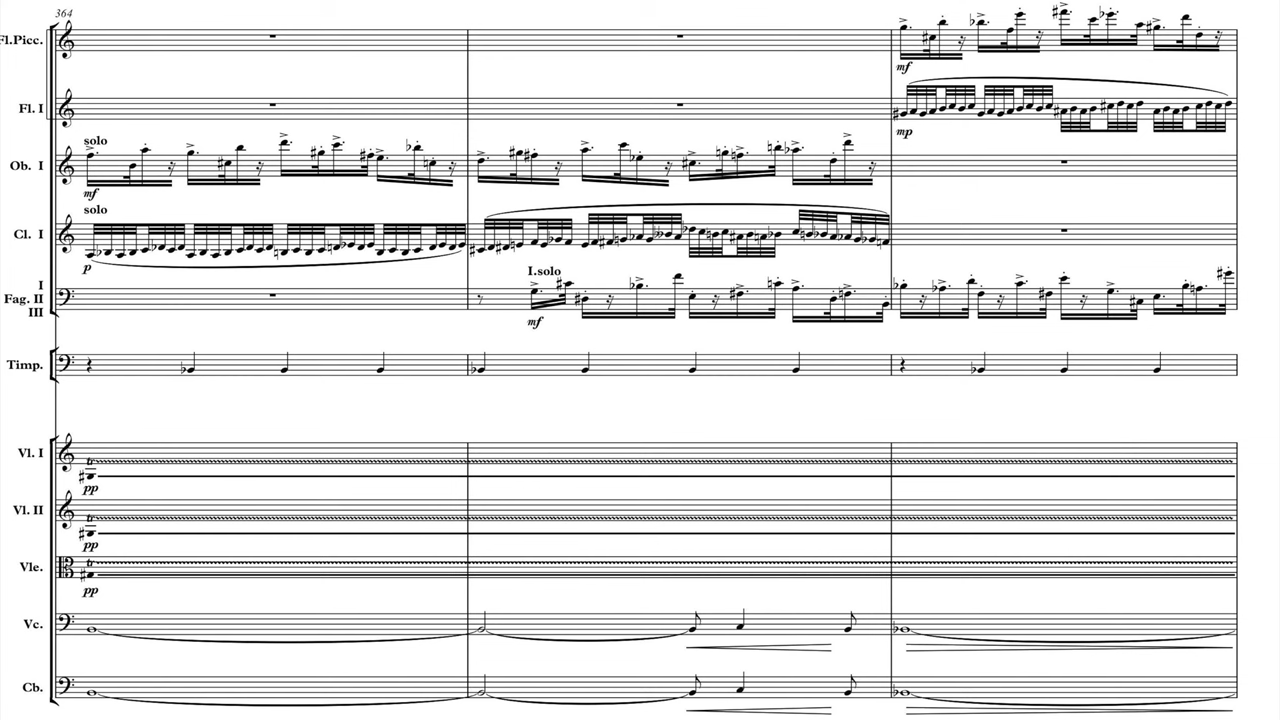 364
Fl.Picc.
mf
Fl. I
mp
solo
Ob. I
mf
solo
Cl. I
p
I.solo
I
Fag. II
III
mf
Timp.
Vl. I
pp
Vl. II
pp
Vle.
pp
Vc.
Cb.